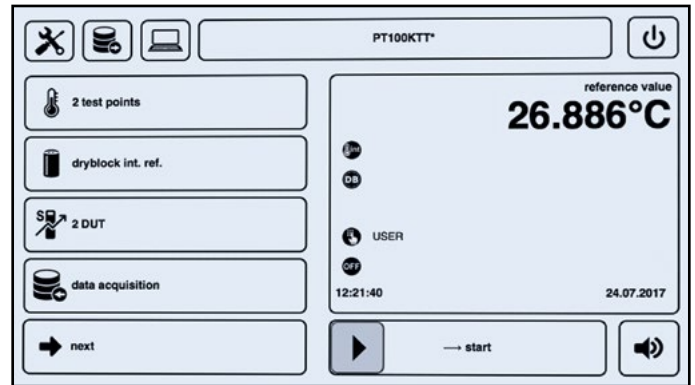 PT100KTT*
2 test points
dryblock int. ref.
S
2 DUT
data acquisition
next
reference value
26.886°C
int
DB
USER
OFF
12:21:40
24.07.2017
→ start